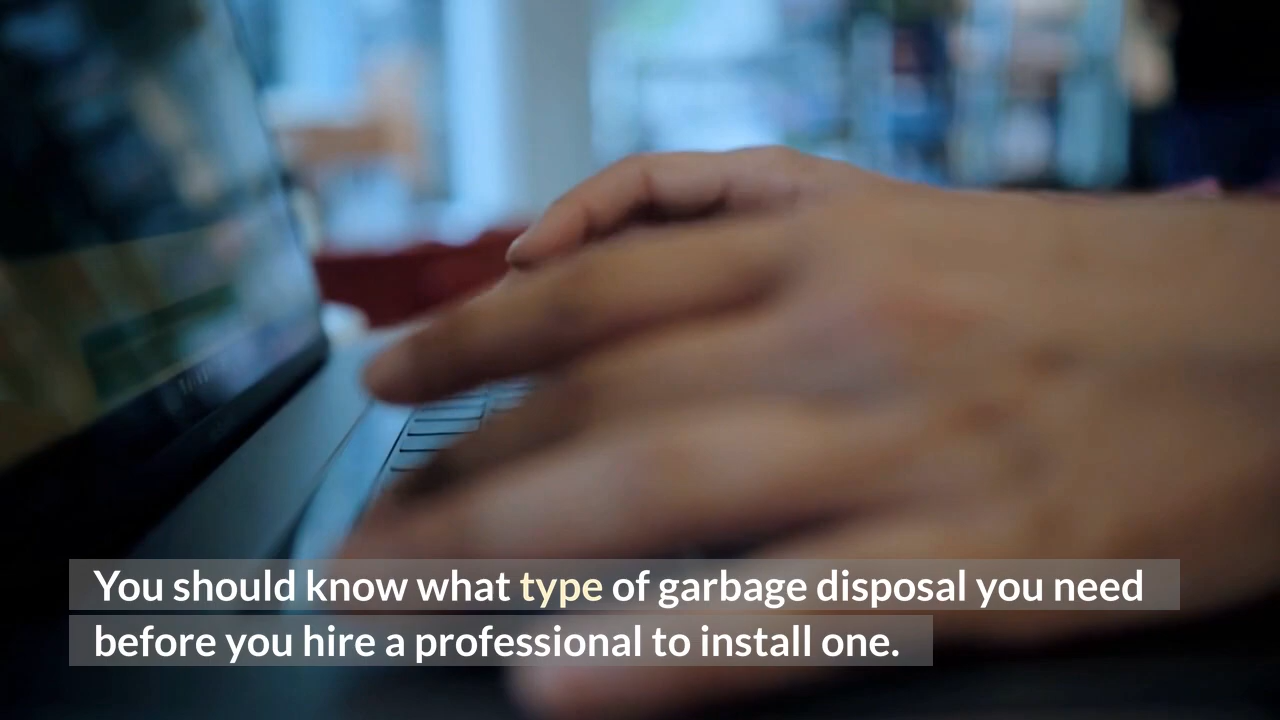 You should know what type of garbage disposal you need
before you hire a professional to install one.